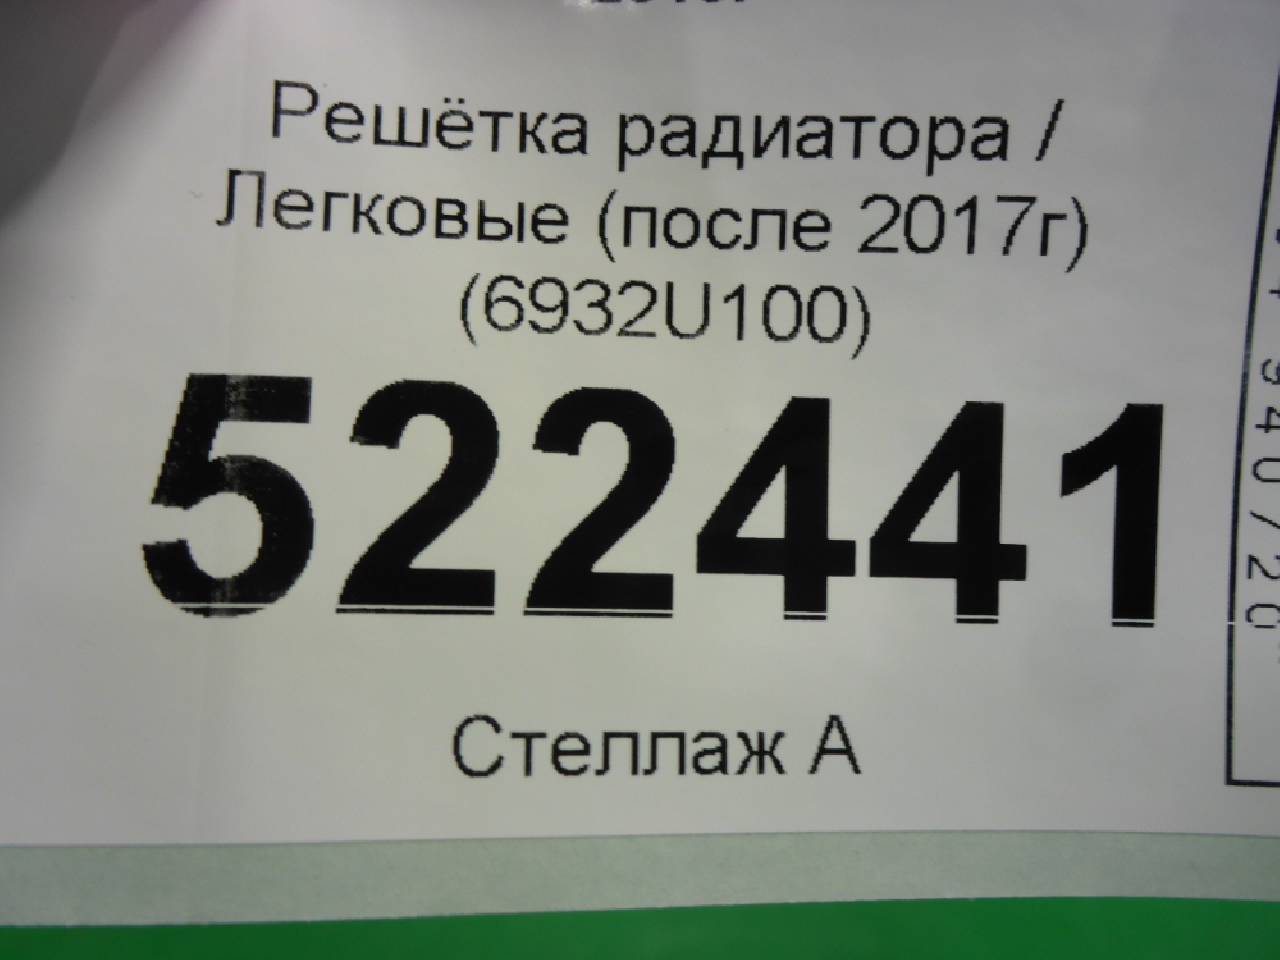 Решётка радиатора /
Легковые (после 2017г)
(6932U100)
522441
Стеллаж А